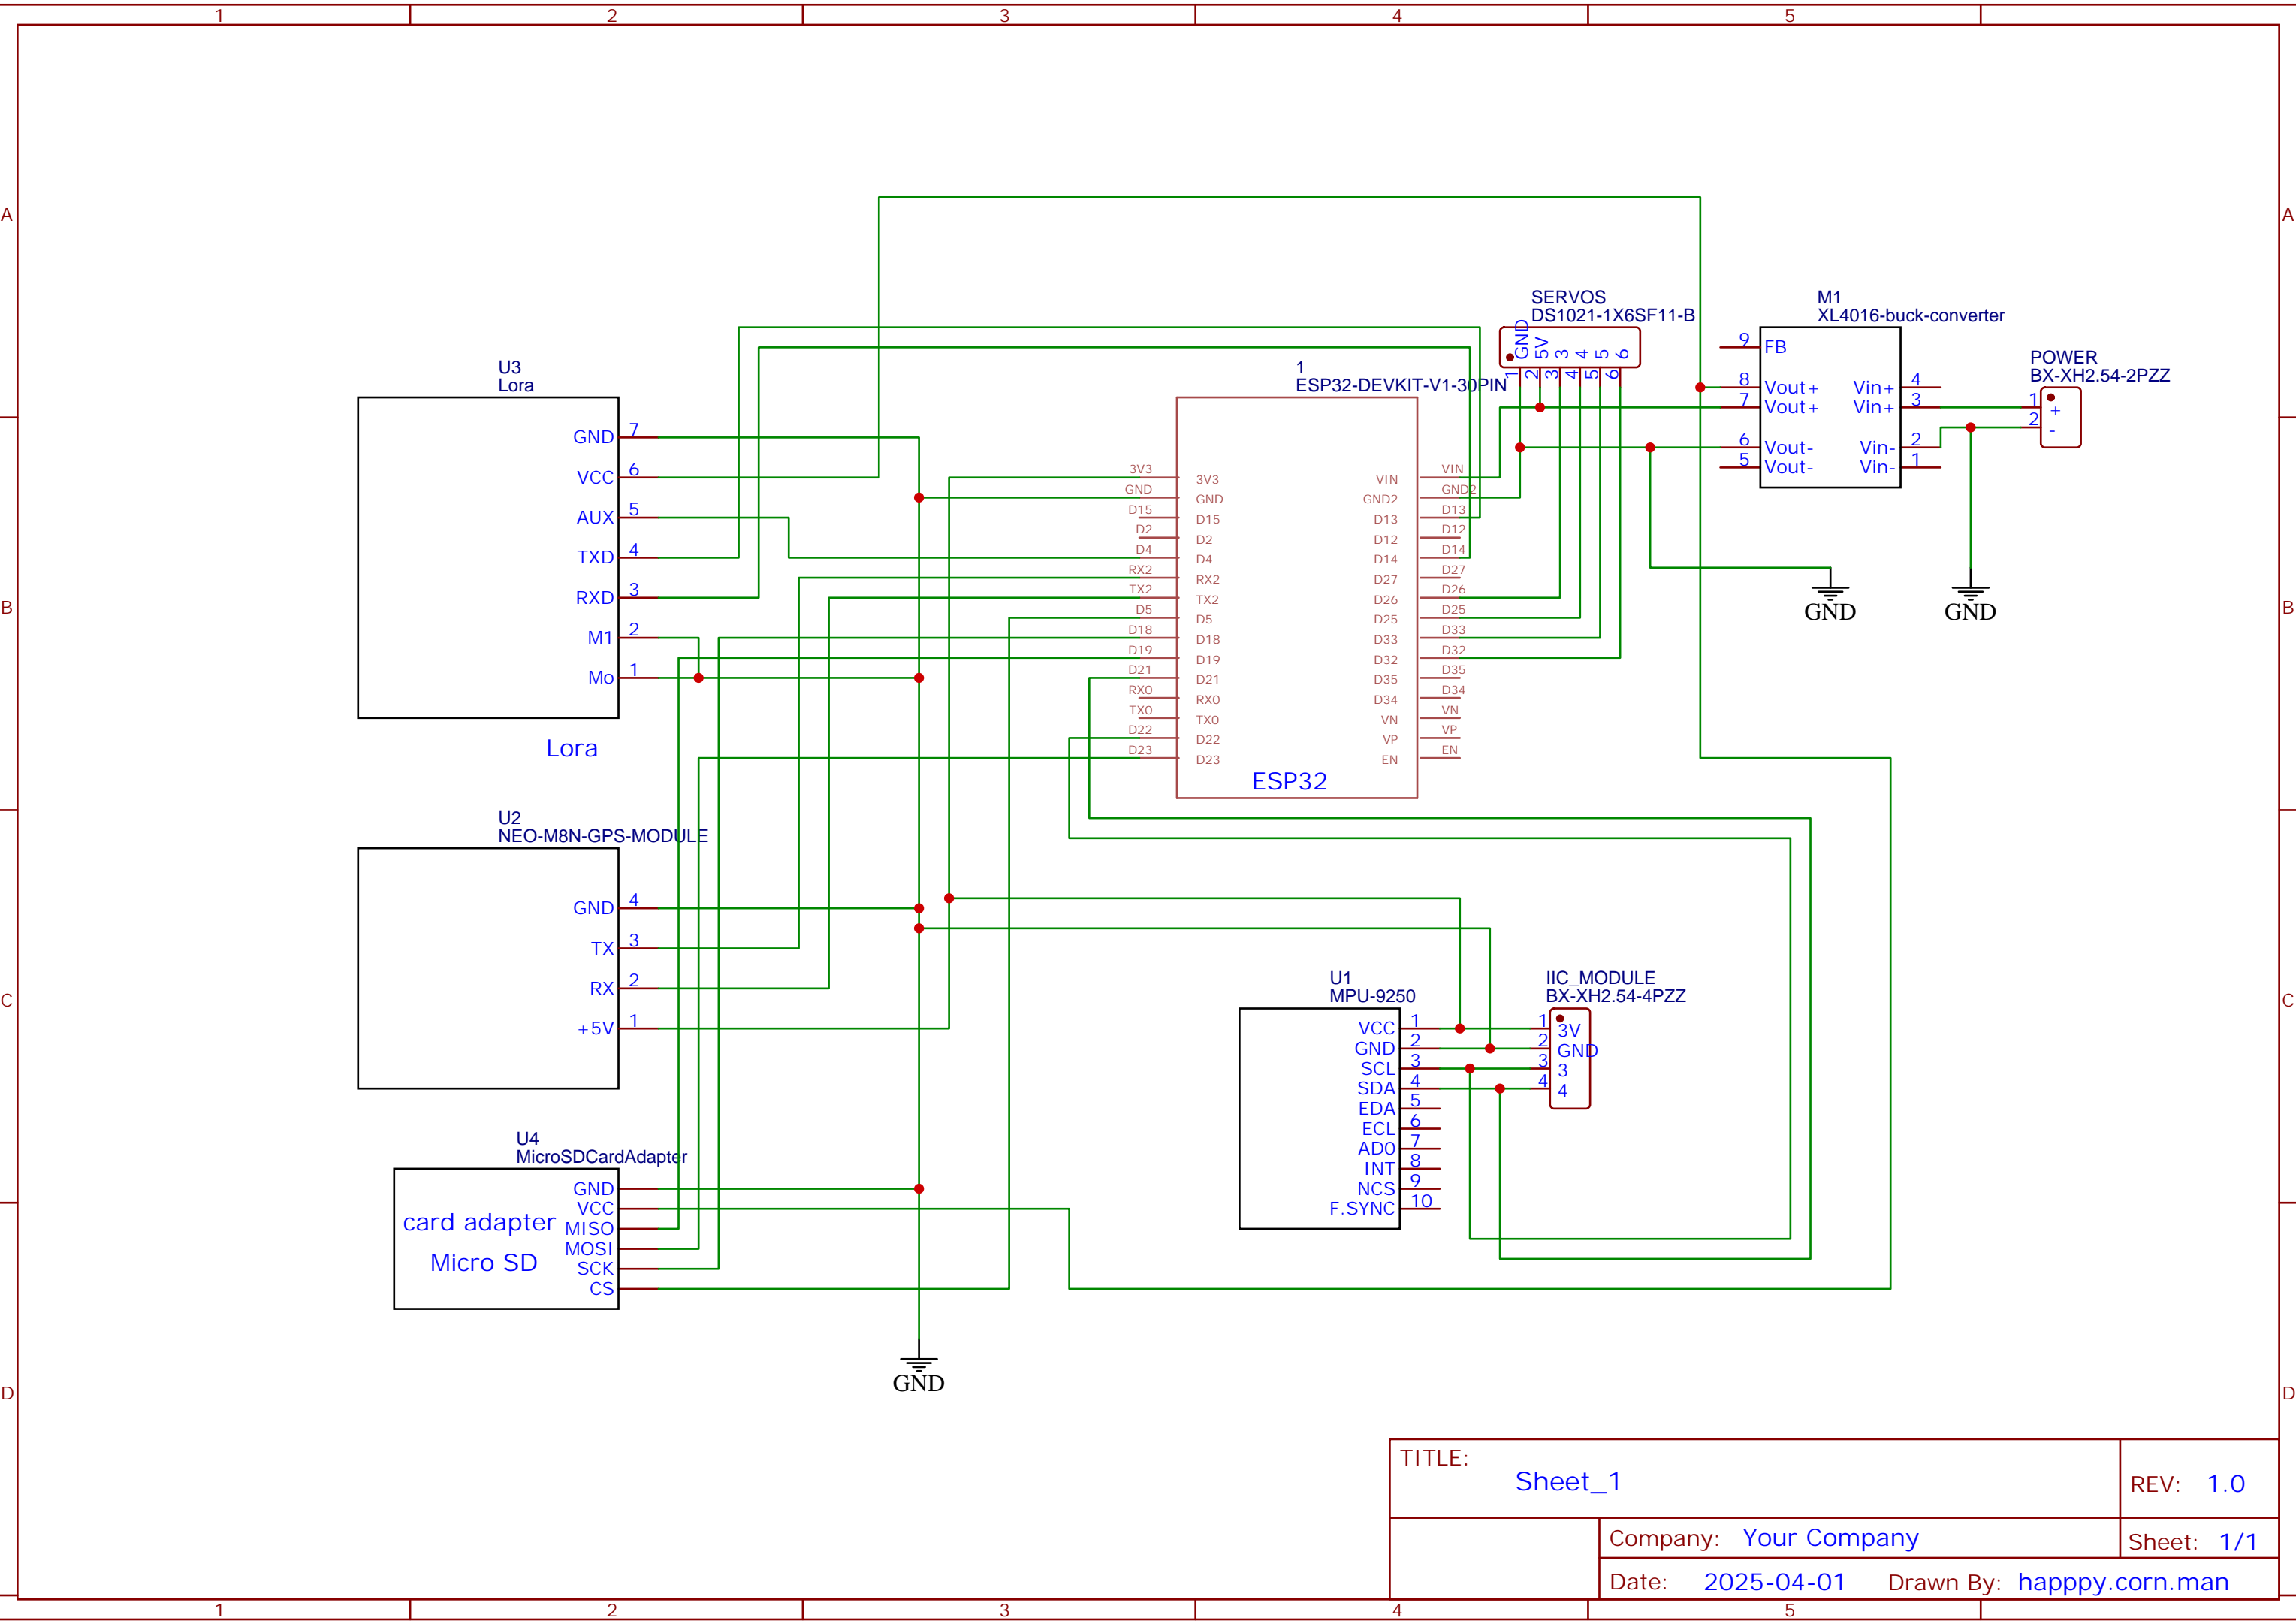 1 2 3 4 5
A A
B B
C C
D D
U3
Lora
GND 7
VCC 6
AUX 5
TXD 4
RXD 3
M1 2
Mo 1
Lora
U2
NEO-M8N-GPS-MODULE
GND 4
TX 3
RX 2
+5V 1
U4
MicroSDCardAdapter
card adapter
Micro SD
GND
VCC
MISO
MOSI
SCK
CS
GND
1
ESP32-DEVKIT-V1-30PIN
3V3 3V3 VIN VIN
GND GND GND2 GND2
D15 D15 D13 D13
D2 D2 D12 D12
D4 D4 D14 D14
RX2 RX2 D27 D27
TX2 TX2 D26 D26
D5 D5 D25 D25
D18 D18 D33 D33
D19 D19 D32 D32
D21 D21 D35 D35
RX0 RX0 D34 D34
TX0 TX0 VN VN
D22 D22 VP VP
D23 D23 EN EN
ESP32
SERVOS
DS1021-1X6SF11-B
GND 5V 3 4 5 6
1 2 3 4 5 6
M1
XL4016-buck-converter
9 FB
8 Vout+ Vin+ 4
7 Vout+ Vin+ 3
6 Vout- Vin- 2
5 Vout- Vin- 1
POWER
BX-XH2.54-2PZZ
1 +
2 -
GND
GND
U1
MPU-9250
VCC 1
GND 2
SCL 3
SDA 4
EDA 5
ECL 6
AD0 7
INT 8
NCS 9
F.SYNC 10
IIC_MODULE
BX-XH2.54-4PZZ
1 3V
2 GND
3 3
4 4
TITLE:
Sheet_1
REV: 1.0
Company: Your Company
Sheet: 1/1
Date: 2025-04-01 Drawn By: happpy.corn.man
1 2 3 4 5